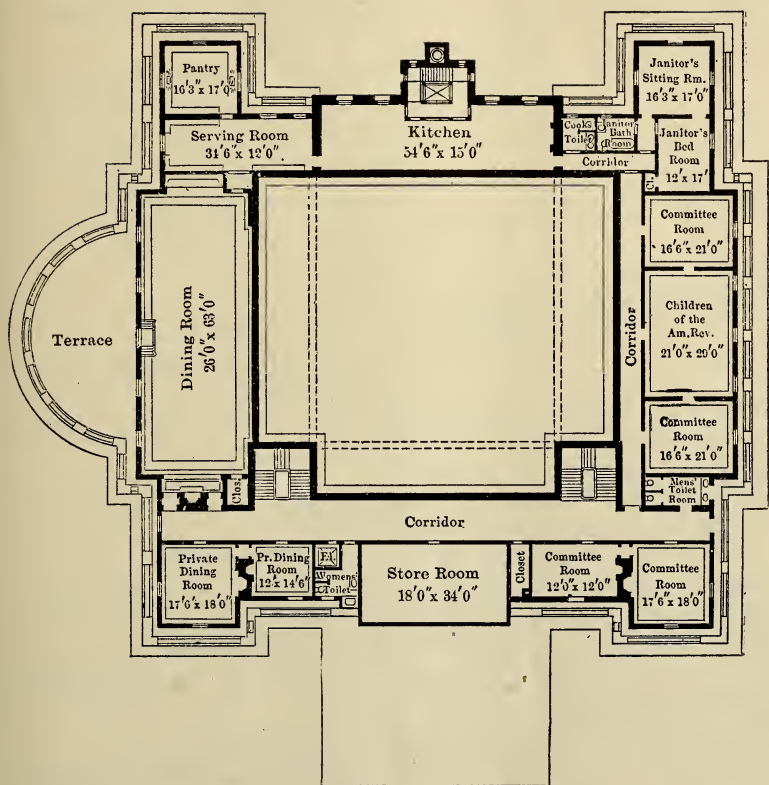 Pantry
16'3" x 17'0
Serving Room
34'6" x 12'0"
Kitchen
54'6" x 15'0"
Cook's
Toilet
Janitor
Bath
Room
Janitor's
Sitting Rm.
16'3" x 17'0"
Corridor
Janitor's
Bed
Room
12' x 17'
Cl.
Committee
Room
16'6" x 21'0"
Children
of the
Am. Rev.
21'0" x 29'0"
Corridor
Committee
Room
16'6" x 21'0"
Mens'
Toilet
Room
Terrace
Dining Room
26'0" x 63'0"
Clos.
Corridor
Private
Dining
Room
17'6" x 18'0"
Pr. Dining
Room
12' x 14'6"
Womens'
Toilet
Store Room
18'0" x 34'0"
Closet
Committee
Room
12'0" x 12'0"
Committee
Room
17'6" x 18'0"